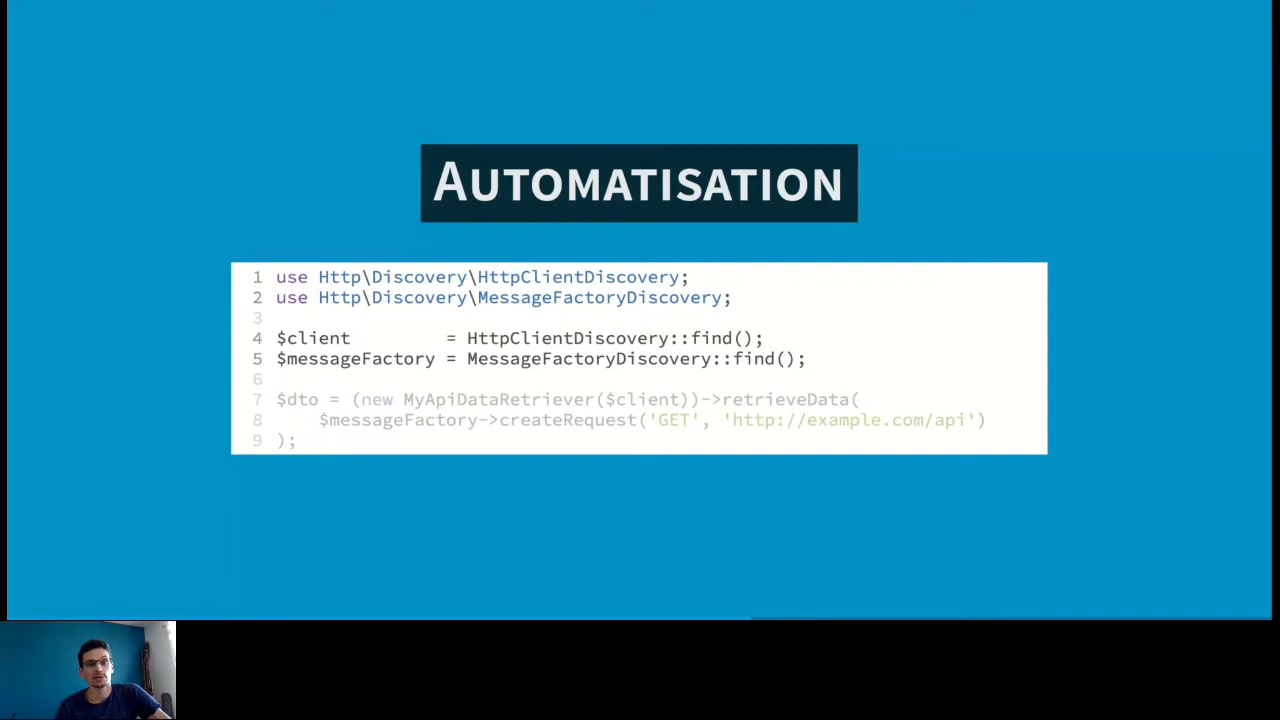 AUTOMATISATION
1 use Http\Discovery\HttpClientDiscovery;
2 use Http\Discovery\MessageFactoryDiscovery;
3
4 $client         = HttpClientDiscovery::find();
5 $messageFactory = MessageFactoryDiscovery::find();
6
7 $dto = (new MyApiDataRetriever($client))->retrieveData(
8     $messageFactory->createRequest('GET', 'http://example.com/api')
9 );